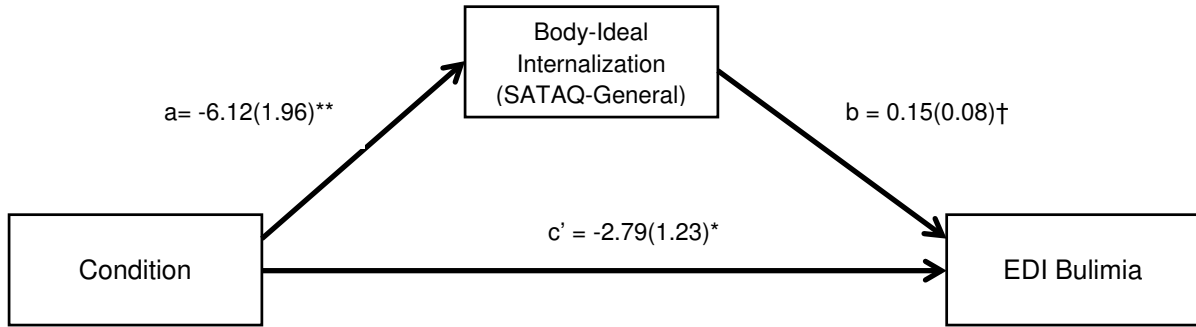 Body-Ideal
Internalization
(SATAQ-General)
a= -6.12(1.96)**
b = 0.15(0.08)†
c’ = -2.79(1.23)*
Condition
EDI Bulimia